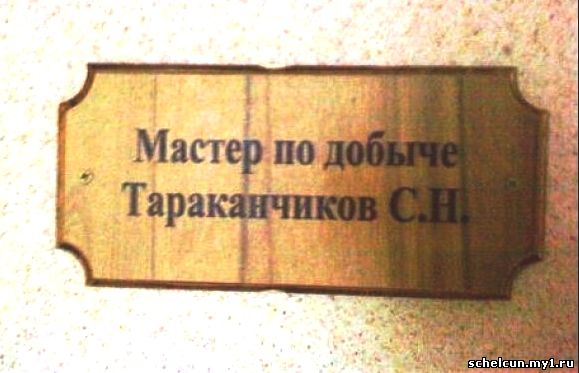 Мастер по добыче
Тараканчиков С.Н.
schelcun.my1.ru